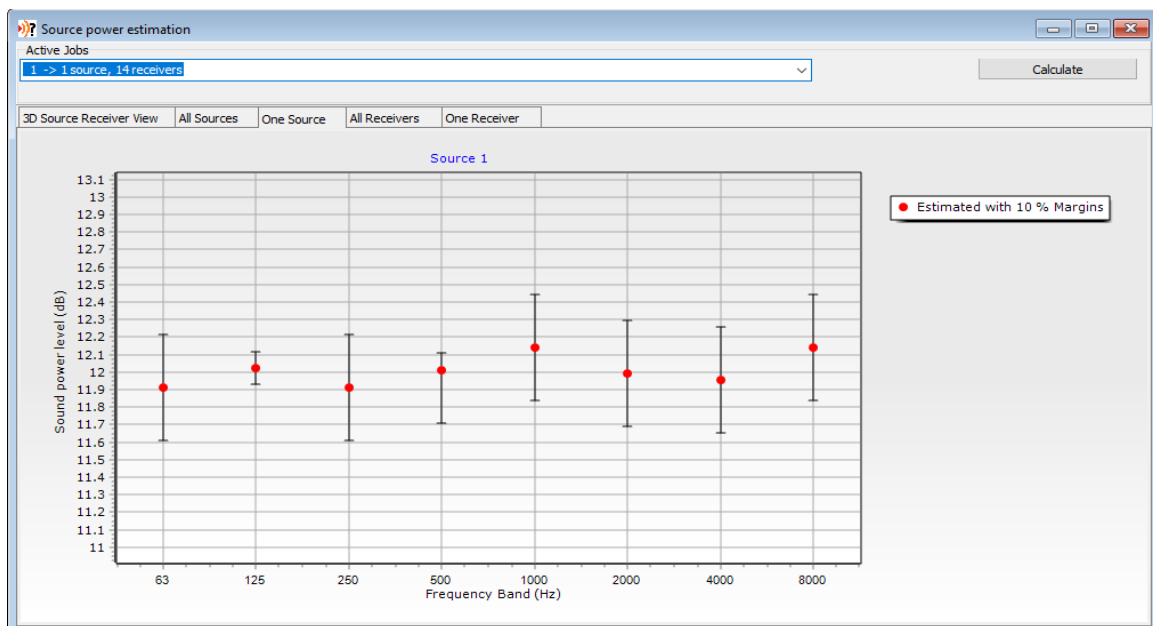 Source power estimation
Active Jobs
1 -> 1 source, 14 receivers
Calculate
3D Source Receiver View All Sources One Source All Receivers One Receiver
Source 1
13.1
13
12.9
12.8
12.7
12.6
12.5
12.4
12.3
12.2
12.1
12
11.9
11.8
11.7
11.6
11.5
11.4
11.3
11.2
11.1
11
Sound power level (dB)
63 125 250 500 1000 2000 4000 8000
Frequency Band (Hz)
Estimated with 10 % Margins